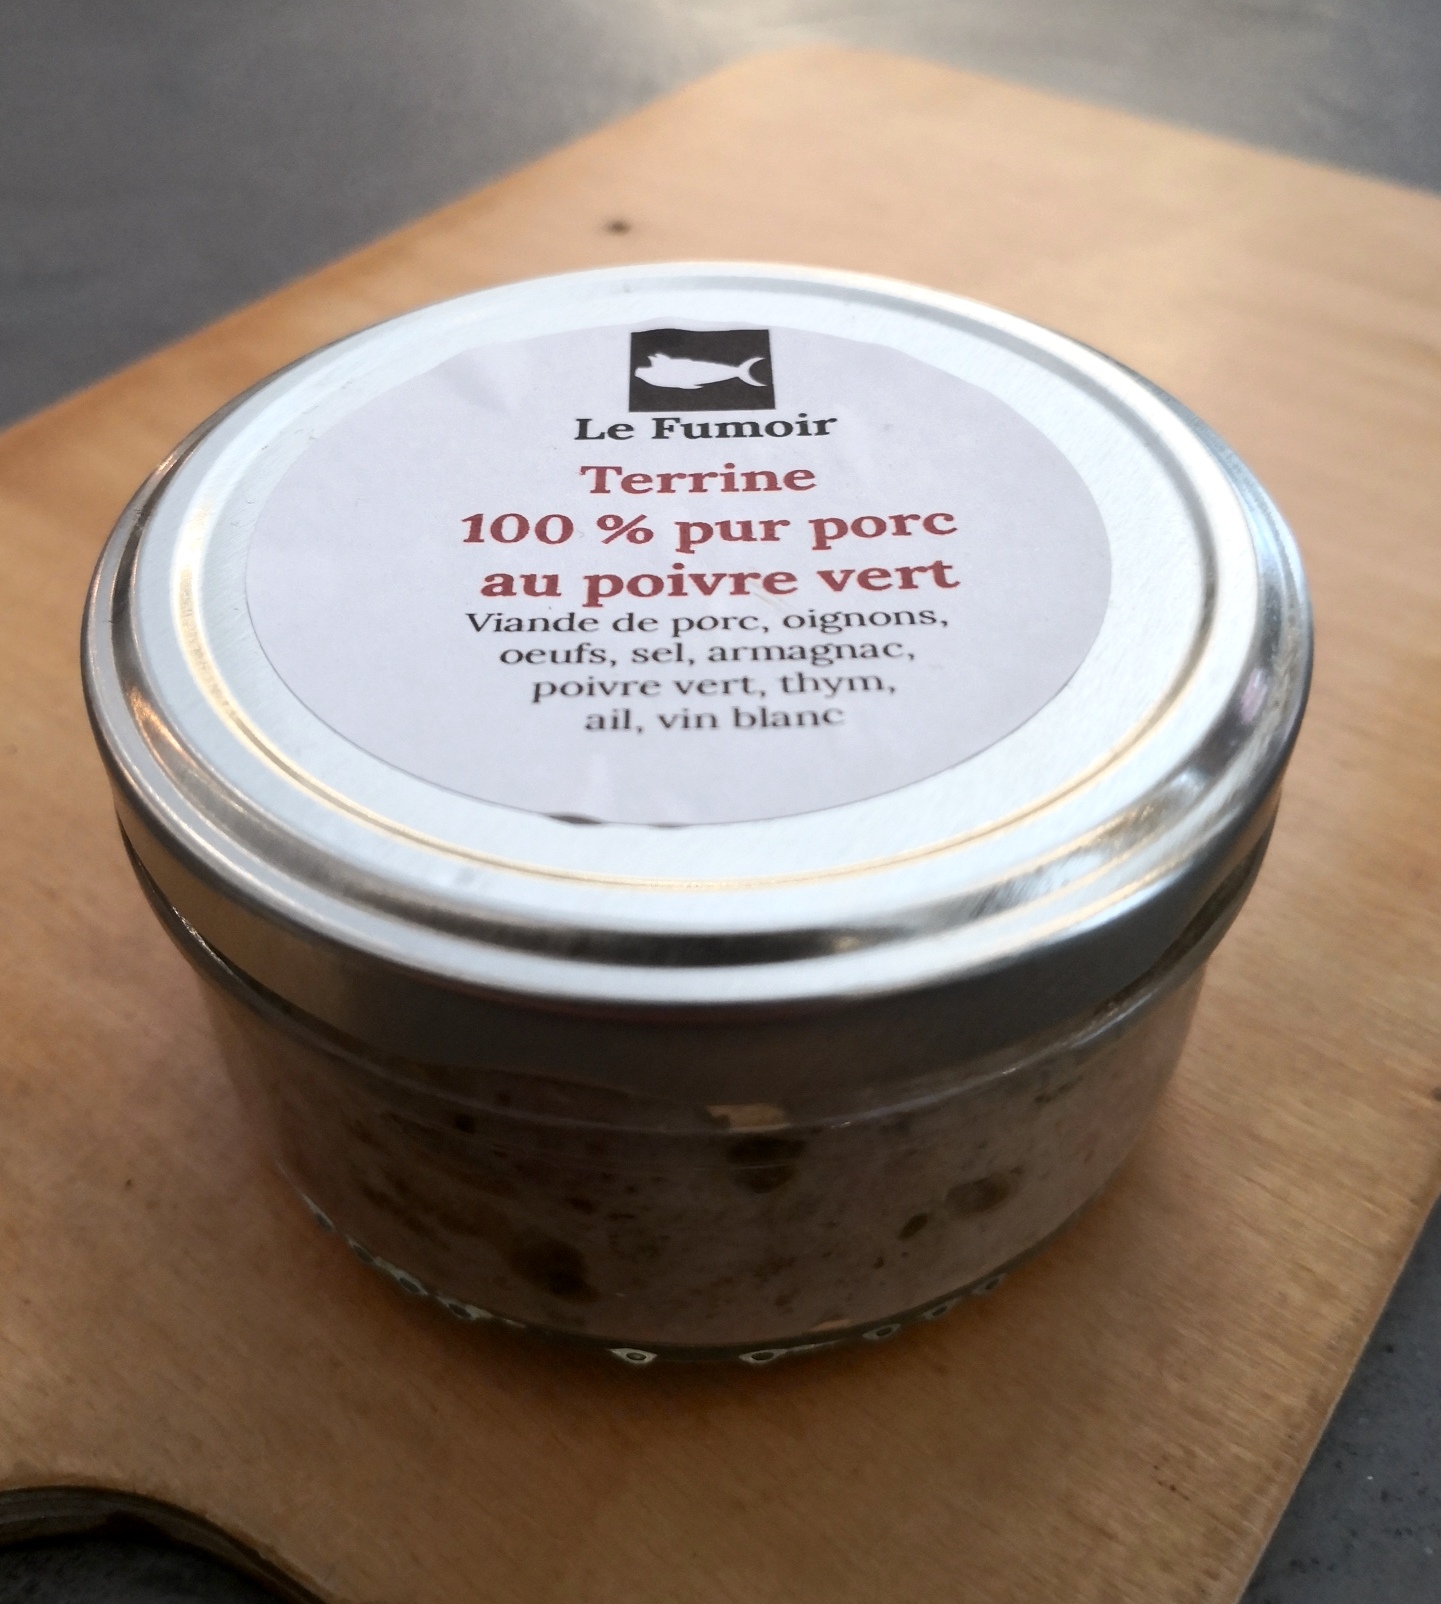 Le Fumoir
Terrine
100 % pur porc
au poivre vert
Viande de porc, oignons,
oeufs, sel, armagnac,
poivre vert, thym,
ail, vin blanc